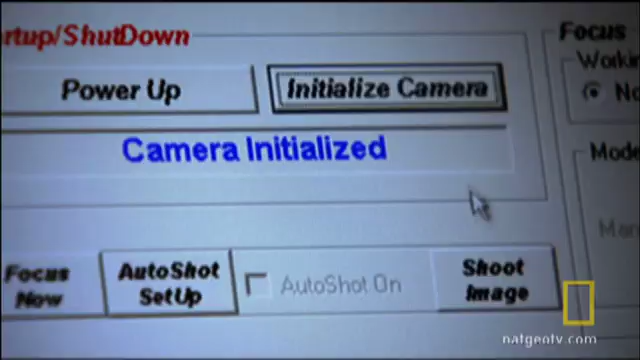 rtup/ShutDown
Focus
Power Up
Initialize Camera
Camera Initialized
Mode
Focus Now
AutoShot SetUp
AutoShot On
Shoot Image
natgeotv.com